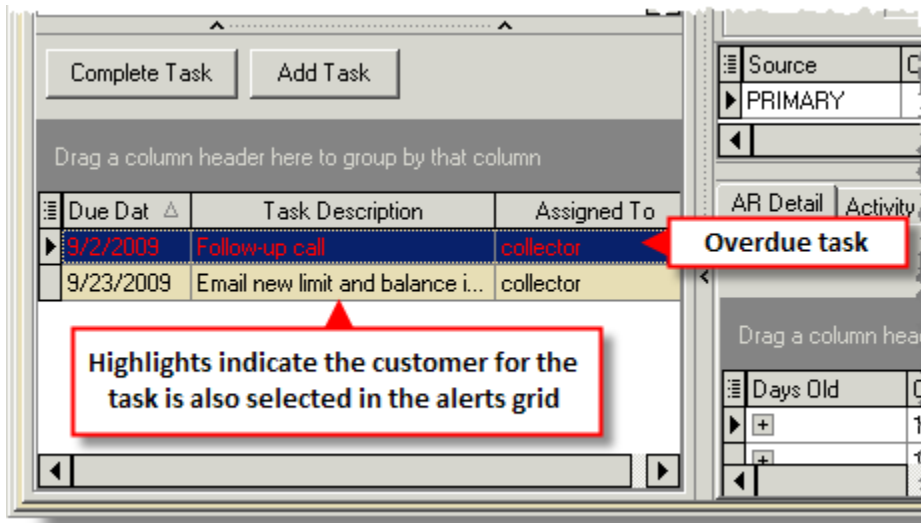 Complete Task
Add Task
Drag a column header here to group by that column
Due Dat
Task Description
Assigned To
9/2/2009
Follow-up call
collector
9/23/2009
Email new limit and balance i...
collector
Highlights indicate the customer for the
task is also selected in the alerts grid
Overdue task
Source
PRIMARY
AR Detail
Activity
Drag a column hea
Days Old